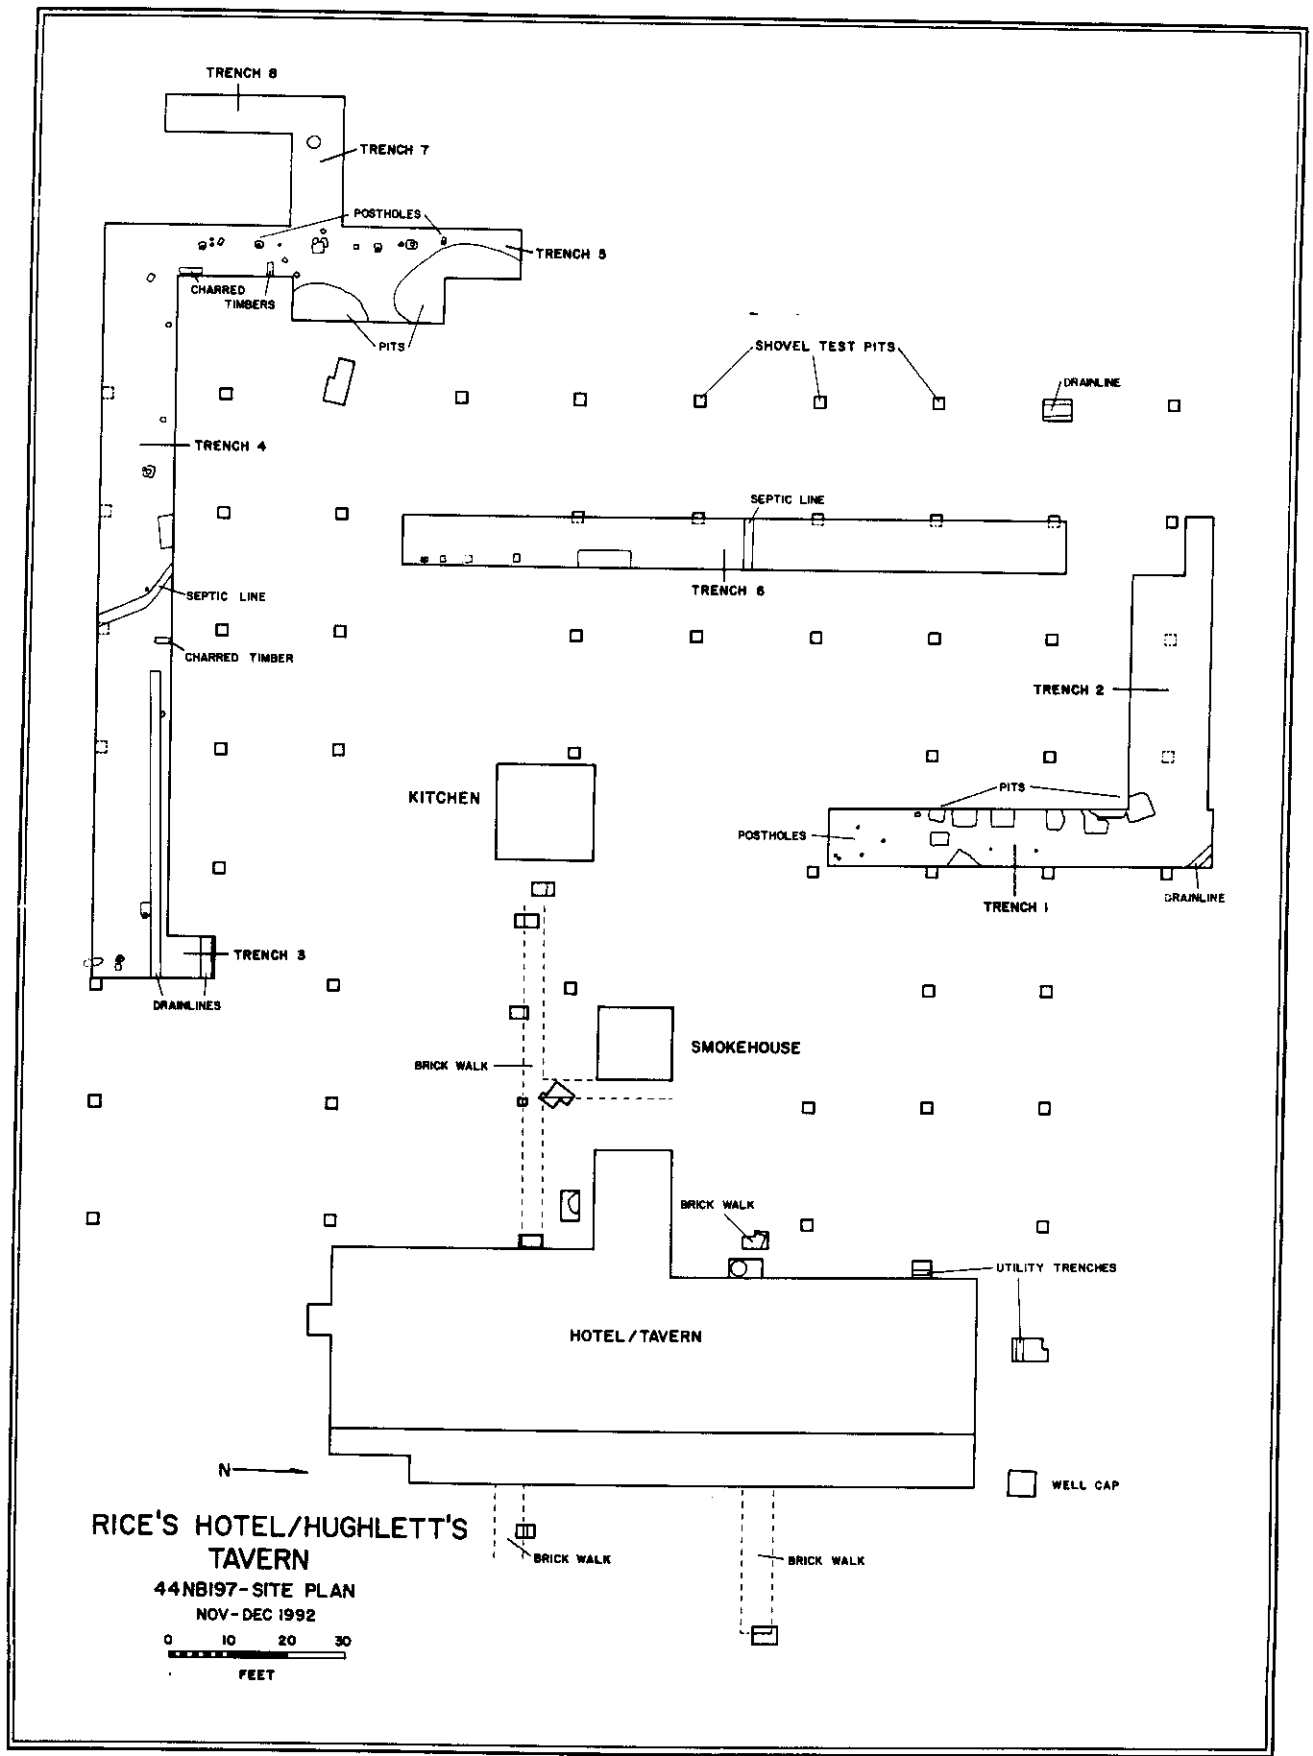 TRENCH 8
TRENCH 7
POSTHOLES
TRENCH 5
CHARRED
TIMBERS
PITS
SHOVEL TEST PITS
DRAINLINE
TRENCH 4
SEPTIC LINE
TRENCH 6
SEPTIC LINE
CHARRED TIMBER
TRENCH 2
KITCHEN
PITS
POSTHOLES
TRENCH 1
DRAINLINE
TRENCH 3
DRAINLINES
SMOKEHOUSE
BRICK WALK
BRICK WALK
UTILITY TRENCHES
HOTEL/TAVERN
N
WELL CAP
RICE'S HOTEL/HUGHLETT'S
TAVERN
44NB197-SITE PLAN
NOV-DEC 1992
0 10 20 30
FEET
BRICK WALK
BRICK WALK